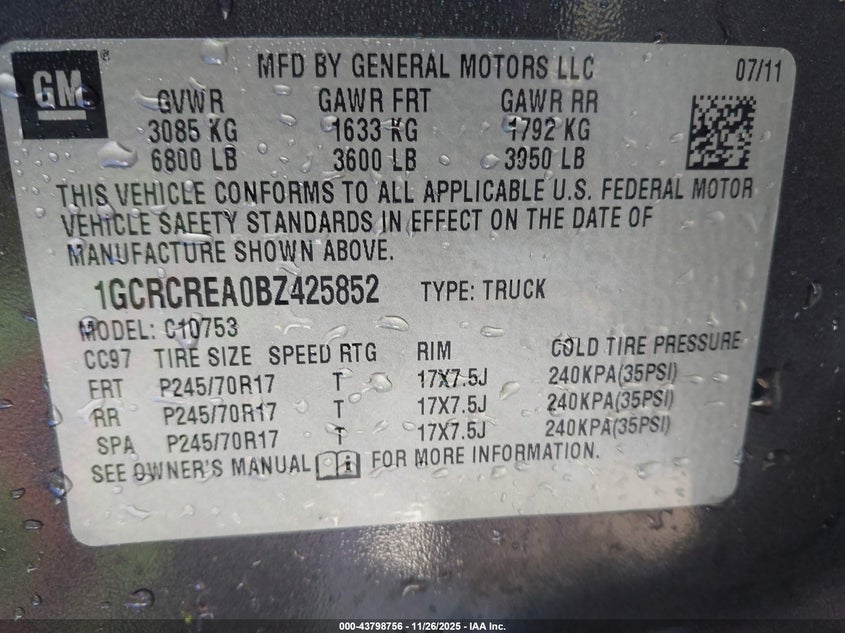 GM®
MFD BY GENERAL MOTORS LLC 07/11
GVWR GAWR FRT GAWR RR
3085 KG 1633 KG 1792 KG
6800 LB 3600 LB 3950 LB
THIS VEHICLE CONFORMS TO ALL APPLICABLE U.S. FEDERAL MOTOR
VEHICLE SAFETY STANDARDS IN EFFECT ON THE DATE OF
MANUFACTURE SHOWN ABOVE.
1GCRCREA0BZ425852 TYPE: TRUCK
MODEL: C10753
CC97 TIRE SIZE SPEED RTG RIM COLD TIRE PRESSURE
FRT P245/70R17 T 17X7.5J 240KPA(35PSI)
RR P245/70R17 T 17X7.5J 240KPA(35PSI)
SPA P245/70R17 T 17X7.5J 240KPA(35PSI)
SEE OWNER'S MANUAL FOR MORE INFORMATION.
000-43798756 - 11/26/2025 - IAA Inc.